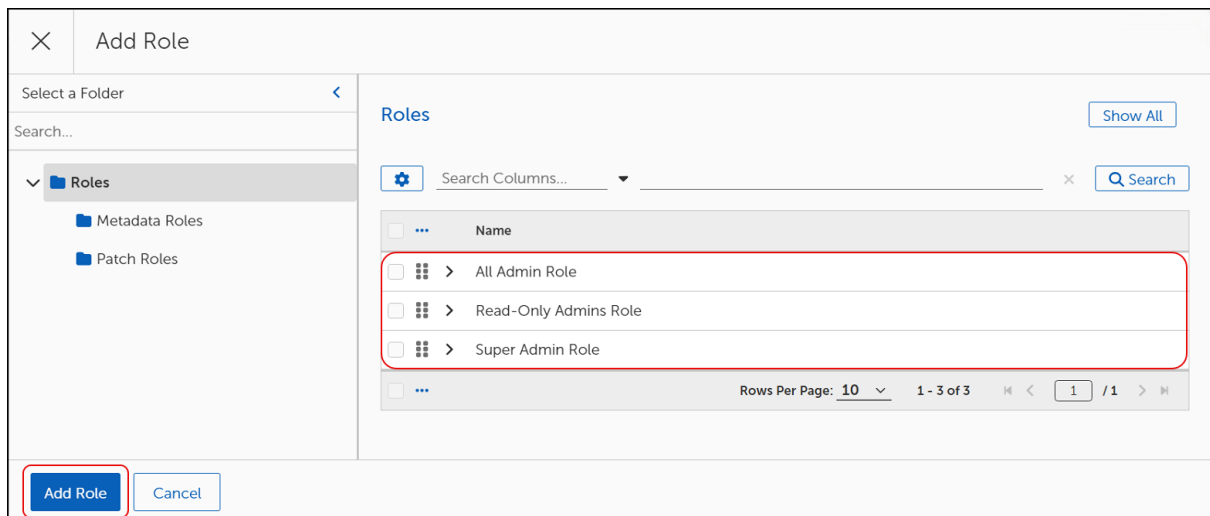 Add Role
Select a Folder
Search...
Roles
Metadata Roles
Patch Roles
Roles
Show All
Search Columns...
Search
Name
All Admin Role
Read-Only Admins Role
Super Admin Role
Rows Per Page: 10 1 - 3 of 3 1 / 1
Add Role Cancel